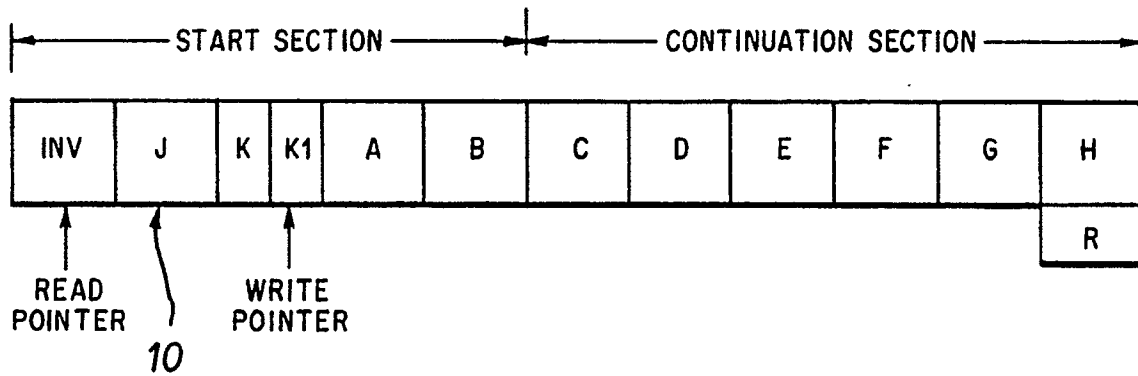 START SECTION CONTINUATION SECTION
INV J K K1 A B C D E F G H
R
READ POINTER
WRITE POINTER
10